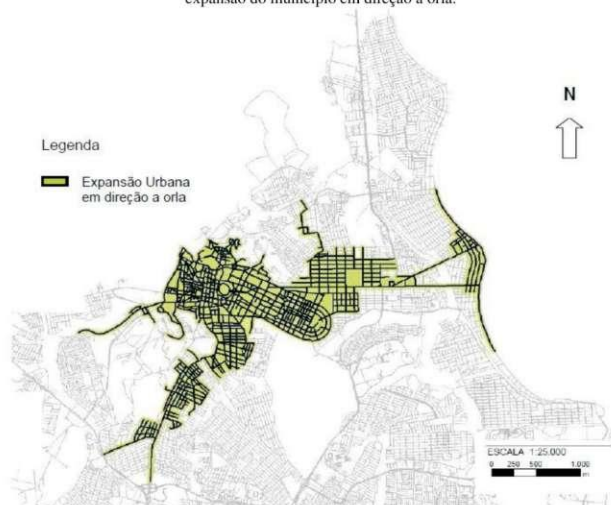 expansão do município em direção a orla.
N
Legenda
Expansão Urbana
em direção a orla
ESCALA 1:25.000
0 250 500 1.000
m